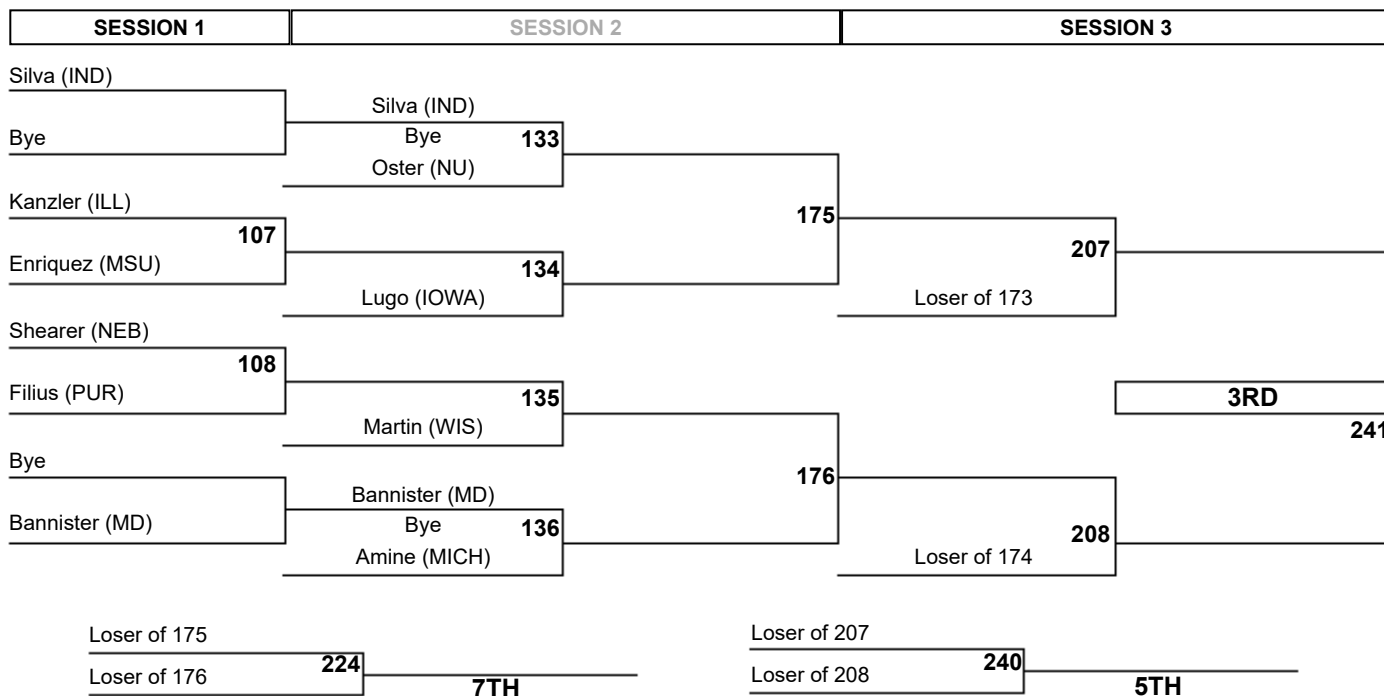 SESSION 1
SESSION 2
SESSION 3
Silva (IND)
Silva (IND)
Bye
Bye
133
Oster (NU)
Kanzler (ILL)
175
107
207
Enriquez (MSU)
134
Lugo (IOWA)
Loser of 173
Shearer (NEB)
108
Filius (PUR)
135
3RD
Martin (WIS)
241
Bye
176
Bannister (MD)
Bannister (MD)
Bye
136
208
Amine (MICH)
Loser of 174
Loser of 175
224
Loser of 176
7TH
Loser of 207
240
Loser of 208
5TH